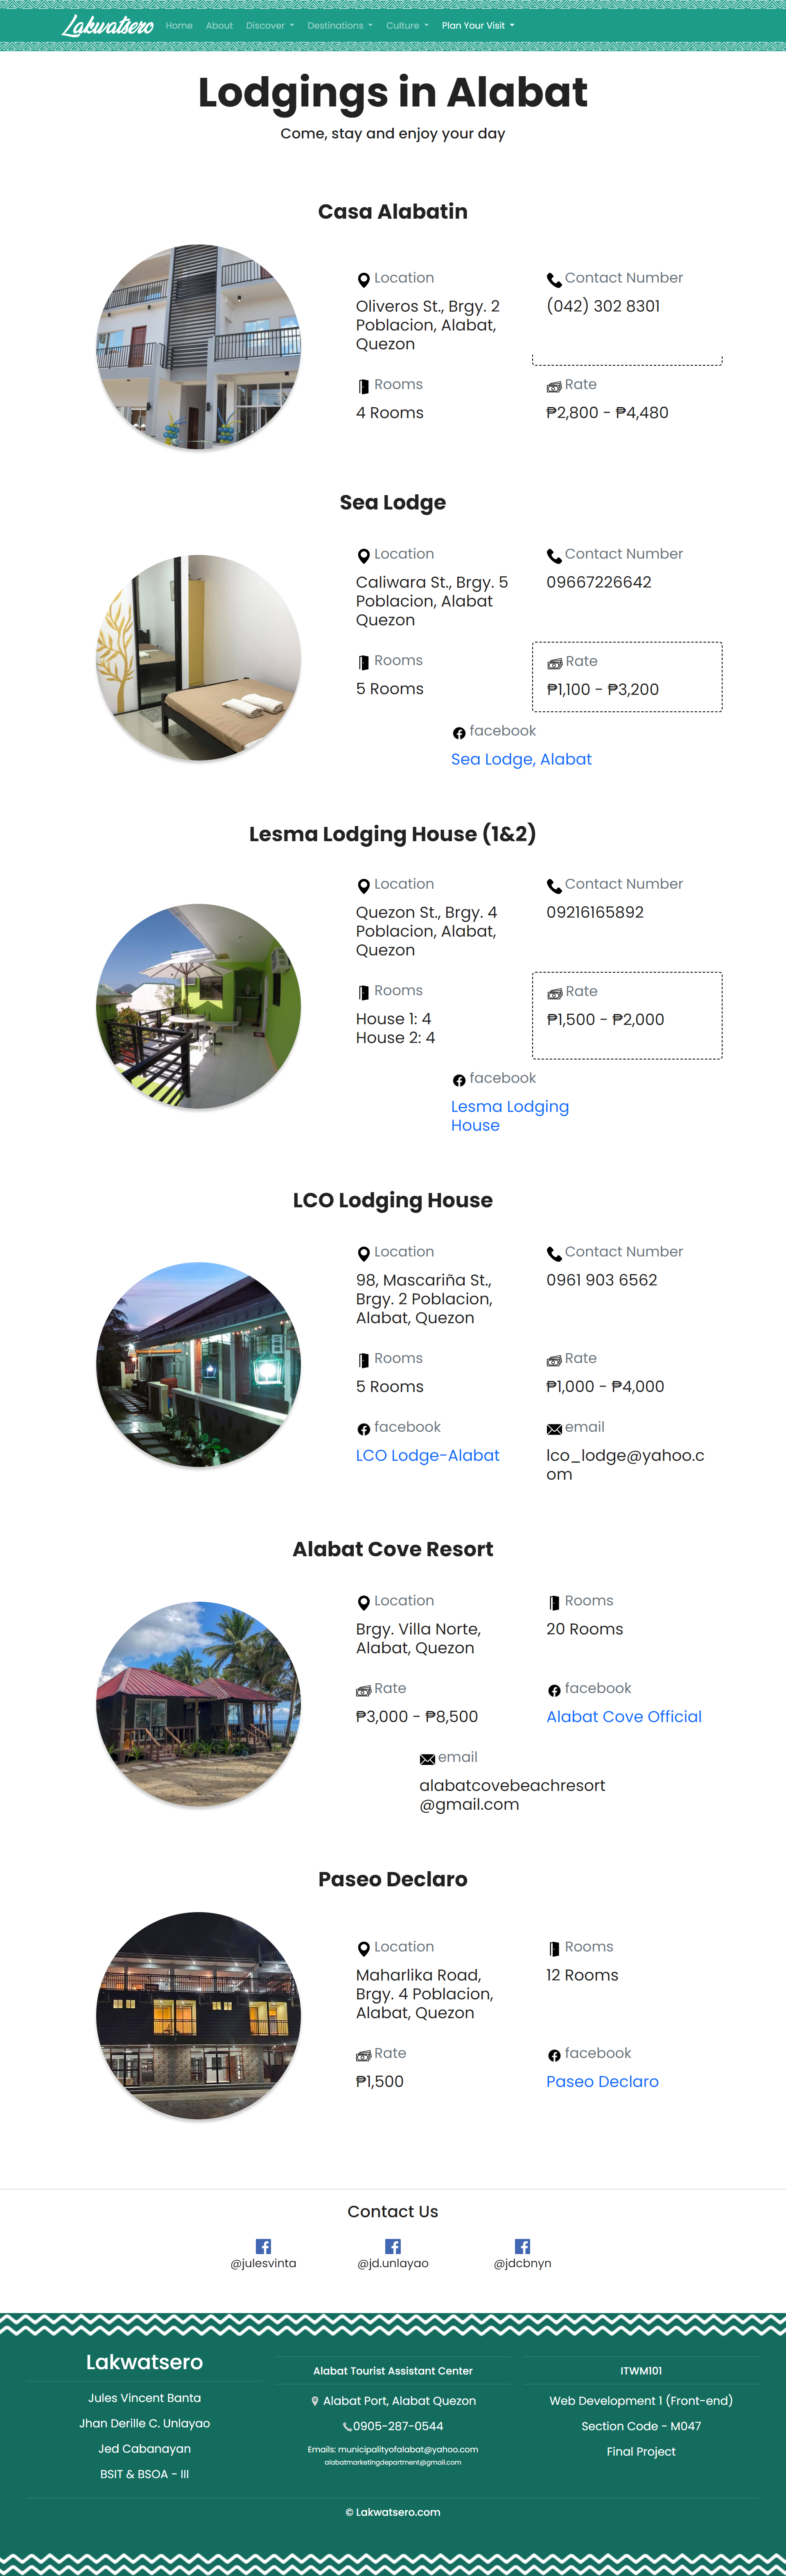 Lakwatsero Home About Discover Destinations Culture Plan Your Visit
Lodgings in Alabat
Come, stay and enjoy your day
Casa Alabatin
Location
Oliveros St., Brgy. 2
Poblacion, Alabat,
Quezon
Contact Number
(042) 302 8301
Rooms
4 Rooms
Rate
₱2,800 - ₱4,480
Sea Lodge
Location
Caliwara St., Brgy. 5
Poblacion, Alabat
Quezon
Contact Number
09667226642
Rooms
5 Rooms
Rate
₱1,100 - ₱3,200
facebook
Sea Lodge, Alabat
Lesma Lodging House (1&2)
Location
Quezon St., Brgy. 4
Poblacion, Alabat,
Quezon
Contact Number
09216165892
Rooms
House 1: 4
House 2: 4
Rate
₱1,500 - ₱2,000
facebook
Lesma Lodging
House
LCO Lodging House
Location
98, Mascariña St.,
Brgy. 2 Poblacion,
Alabat, Quezon
Contact Number
0961 903 6562
Rooms
5 Rooms
Rate
₱1,000 - ₱4,000
facebook
LCO Lodge-Alabat
email
lco_lodge@yahoo.c
om
Alabat Cove Resort
Location
Brgy. Villa Norte,
Alabat, Quezon
Rooms
20 Rooms
Rate
₱3,000 - ₱8,500
facebook
Alabat Cove Official
email
alabatcovebeachresort
@gmail.com
Paseo Declaro
Location
Maharlika Road,
Brgy. 4 Poblacion,
Alabat, Quezon
Rooms
12 Rooms
Rate
₱1,500
facebook
Paseo Declaro
Contact Us
@julesvinta
@jd.unlayao
@jdcbnyn
Lakwatsero
Jules Vincent Banta
Jhan Derille C. Unlayao
Jed Cabanayan
BSIT & BSOA - III
Alabat Tourist Assistant Center
Alabat Port, Alabat Quezon
0905-287-0544
Emails: municipalityofalabat@yahoo.com
alabatmarketingdepartment@gmail.com
ITWM101
Web Development 1 (Front-end)
Section Code - M047
Final Project
© Lakwatsero.com